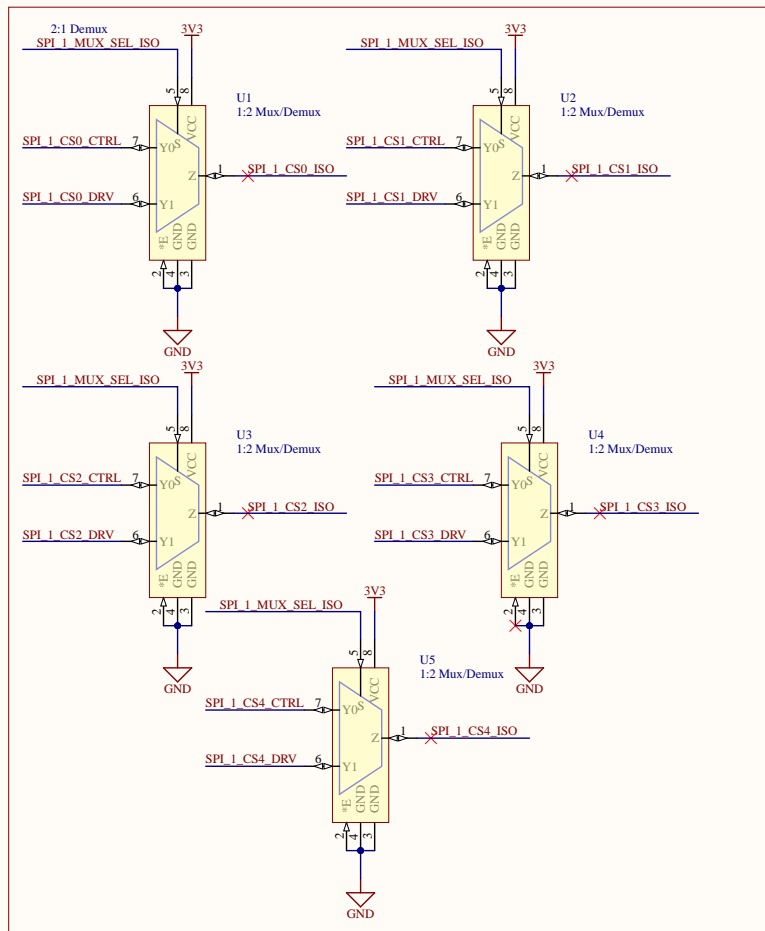 2:1 Demux
SPI_1_MUX_SEL_ISO
3V3
5
8
U1
1:2 Mux/Demux
VCC
SPI_1_CS0_CTRL
7
Y0
S
Z
1
SPI_1_CS0_ISO
SPI_1_CS0_DRV
6
Y1
*E
GND
GND
2
4
3
GND
SPI_1_MUX_SEL_ISO
3V3
5
8
U2
1:2 Mux/Demux
VCC
SPI_1_CS1_CTRL
7
Y0
S
Z
1
SPI_1_CS1_ISO
SPI_1_CS1_DRV
6
Y1
*E
GND
GND
2
4
3
GND
SPI_1_MUX_SEL_ISO
3V3
5
8
U3
1:2 Mux/Demux
VCC
SPI_1_CS2_CTRL
7
Y0
S
Z
1
SPI_1_CS2_ISO
SPI_1_CS2_DRV
6
Y1
*E
GND
GND
2
4
3
GND
SPI_1_MUX_SEL_ISO
3V3
5
8
U4
1:2 Mux/Demux
VCC
SPI_1_CS3_CTRL
7
Y0
S
Z
1
SPI_1_CS3_ISO
SPI_1_CS3_DRV
6
Y1
*E
GND
GND
2
4
3
GND
SPI_1_MUX_SEL_ISO
3V3
5
8
U5
1:2 Mux/Demux
VCC
SPI_1_CS4_CTRL
7
Y0
S
Z
1
SPI_1_CS4_ISO
SPI_1_CS4_DRV
6
Y1
*E
GND
GND
2
4
3
GND